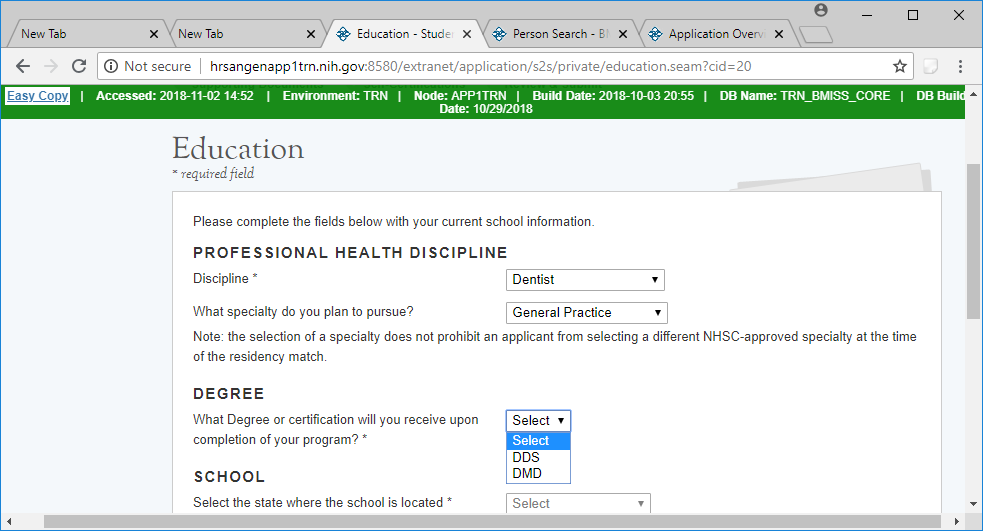 New Tab
New Tab
Education - Stude
Person Search - B
Application Overv
Not secure
hrsangenapp1trn.nih.gov:8580/extranet/application/s2s/private/education.seam?cid=20
Easy Copy | Accessed: 2018-11-02 14:52 | Environment: TRN | Node: APP1TRN | Build Date: 2018-10-03 20:55 | DB Name: TRN_BMISS_CORE | DB Build
Date: 10/29/2018
Education
* required field
Please complete the fields below with your current school information.
PROFESSIONAL HEALTH DISCIPLINE
Discipline * Dentist
What specialty do you plan to pursue? General Practice
Note: the selection of a specialty does not prohibit an applicant from selecting a different NHSC-approved specialty at the time
of the residency match.
DEGREE
What Degree or certification will you receive upon Select
completion of your program? * Select
DDS
DMD
SCHOOL
Select the state where the school is located * Select